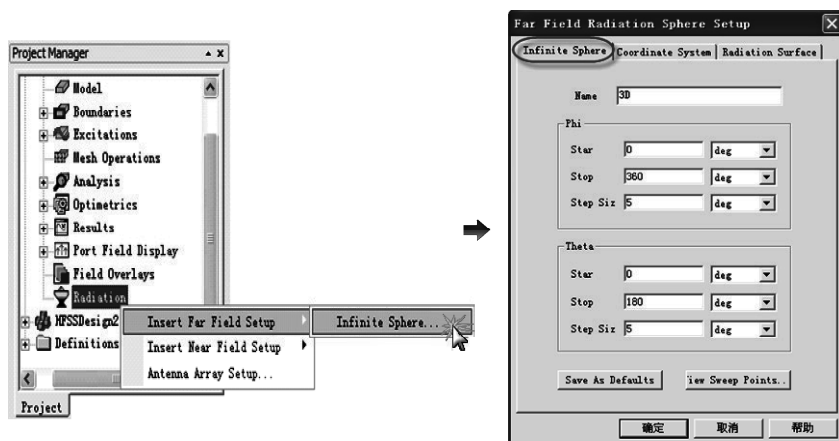 Project Manager
Model
Boundaries
Excitations
Mesh Operations
Analysis
Optimetrics
Results
Port Field Display
Field Overlays
Radiation
HFSSDesign2
Definitions
Project
Insert Far Field Setup
Insert Near Field Setup
Antenna Array Setup...
Infinite Sphere...
Far Field Radiation Sphere Setup
Infinite Sphere Coordinate System Radiation Surface
Name 3D
Phi
Star 0 deg
Stop 360 deg
Step Siz 5 deg
Theta
Star 0 deg
Stop 180 deg
Step Siz 5 deg
Save As Defaults iew Sweep Points..
确定 取消 帮助